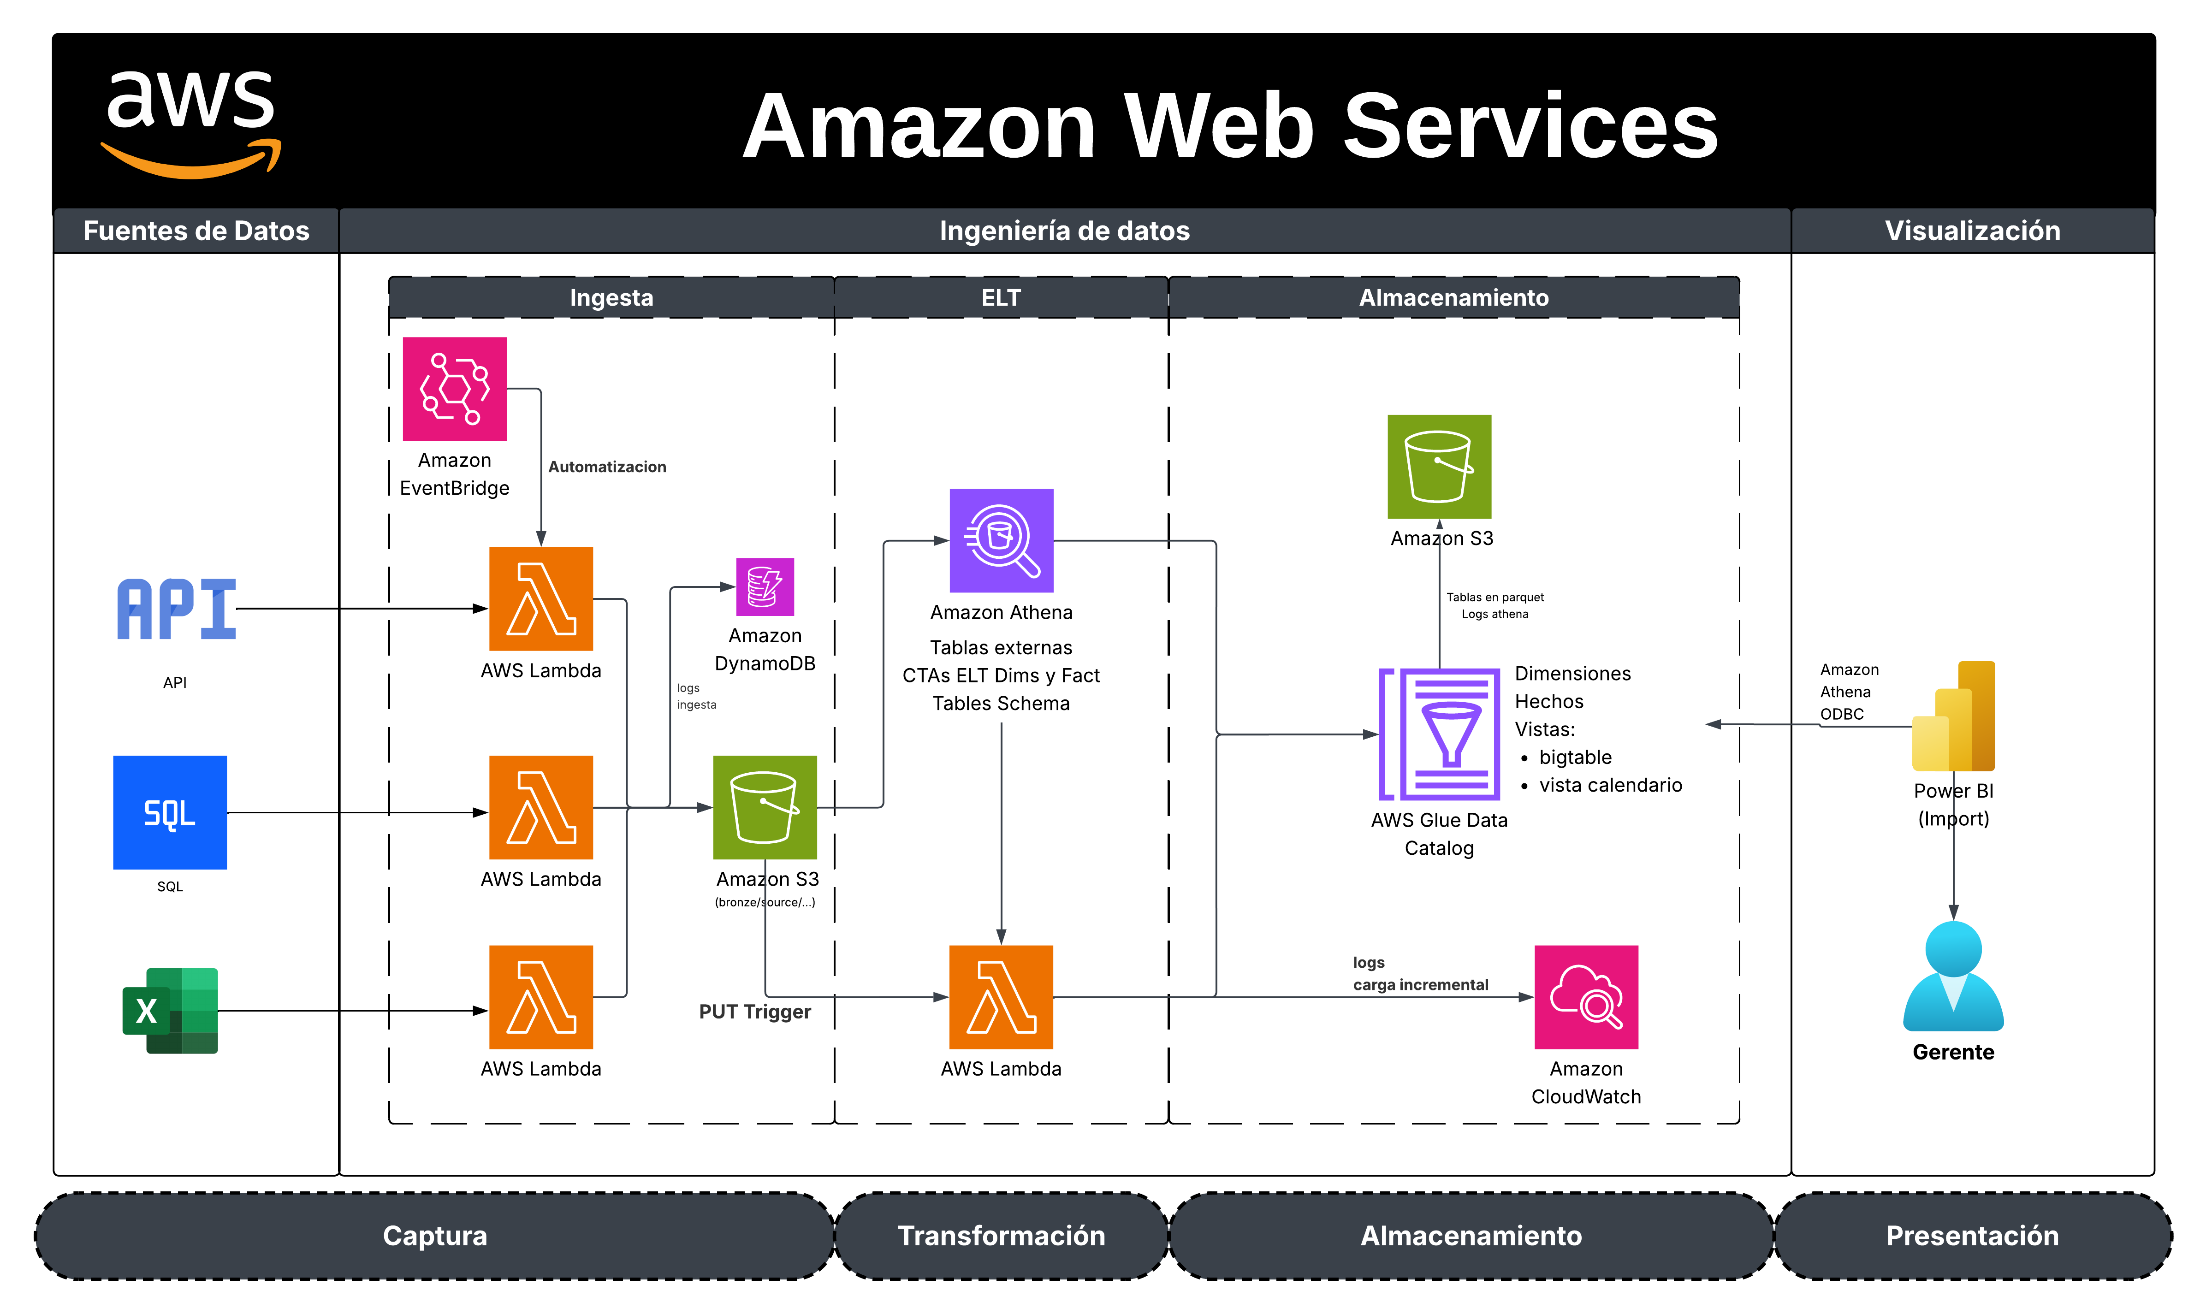 aws
Amazon Web Services
Fuentes de Datos
Ingeniería de datos
Visualización
Ingesta
ELT
Almacenamiento
Amazon
EventBridge
Automatizacion
API
API
AWS Lambda
Amazon
DynamoDB
logs
ingesta
SQL
SQL
AWS Lambda
Amazon S3
(bronze/source/...)
X
AWS Lambda
PUT Trigger
Amazon Athena
Tablas externas
CTAs ELT Dims y Fact
Tables Schema
AWS Lambda
Amazon S3
Tablas en parquet
Logs athena
Dimensiones
Hechos
Vistas:
• bigtable
• vista calendario
AWS Glue Data
Catalog
logs
carga incremental
Amazon
CloudWatch
Amazon
Athena
ODBC
Power BI
(Import)
Gerente
Captura
Transformación
Almacenamiento
Presentación